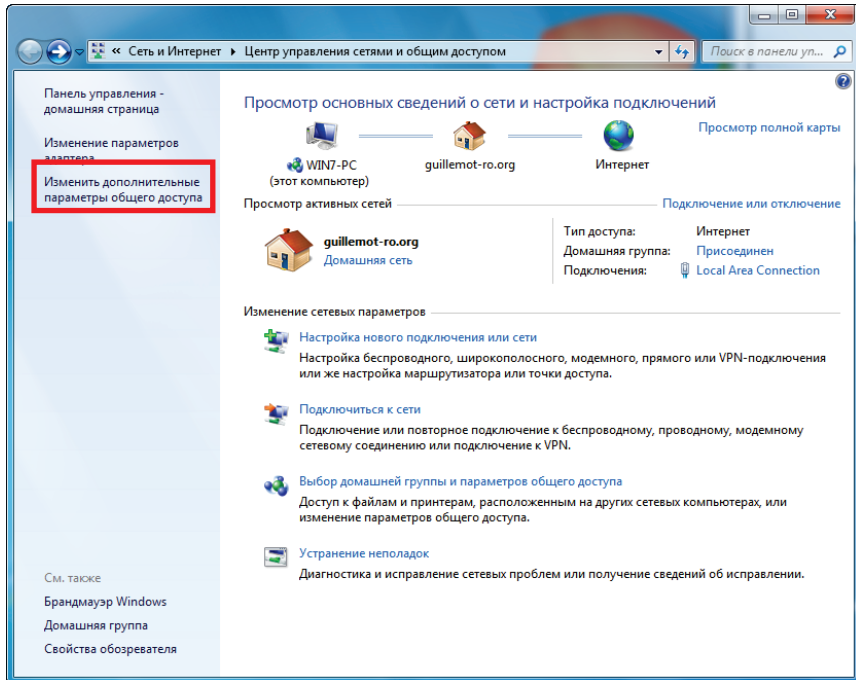 « Сеть и Интернет ▸ Центр управления сетями и общим доступом
Поиск в панели уп...
Панель управления -
домашняя страница
Изменение параметров
адаптера
Изменить дополнительные
параметры общего доступа
См. также
Брандмауэр Windows
Домашняя группа
Свойства обозревателя
Просмотр основных сведений о сети и настройка подключений
Просмотр полной карты
WIN7-PC
(этот компьютер)
guillemot-ro.org
Интернет
Просмотр активных сетей
Подключение или отключение
guillemot-ro.org
Домашняя сеть
Тип доступа: Интернет
Домашняя группа: Присоединен
Подключения: Local Area Connection
Изменение сетевых параметров
Настройка нового подключения или сети
Настройка беспроводного, широкополосного, модемного, прямого или VPN-подключения
или же настройка маршрутизатора или точки доступа.
Подключиться к сети
Подключение или повторное подключение к беспроводному, проводному, модемному
сетевому соединению или подключение к VPN.
Выбор домашней группы и параметров общего доступа
Доступ к файлам и принтерам, расположенным на других сетевых компьютерах, или
изменение параметров общего доступа.
Устранение неполадок
Диагностика и исправление сетевых проблем или получение сведений об исправлении.